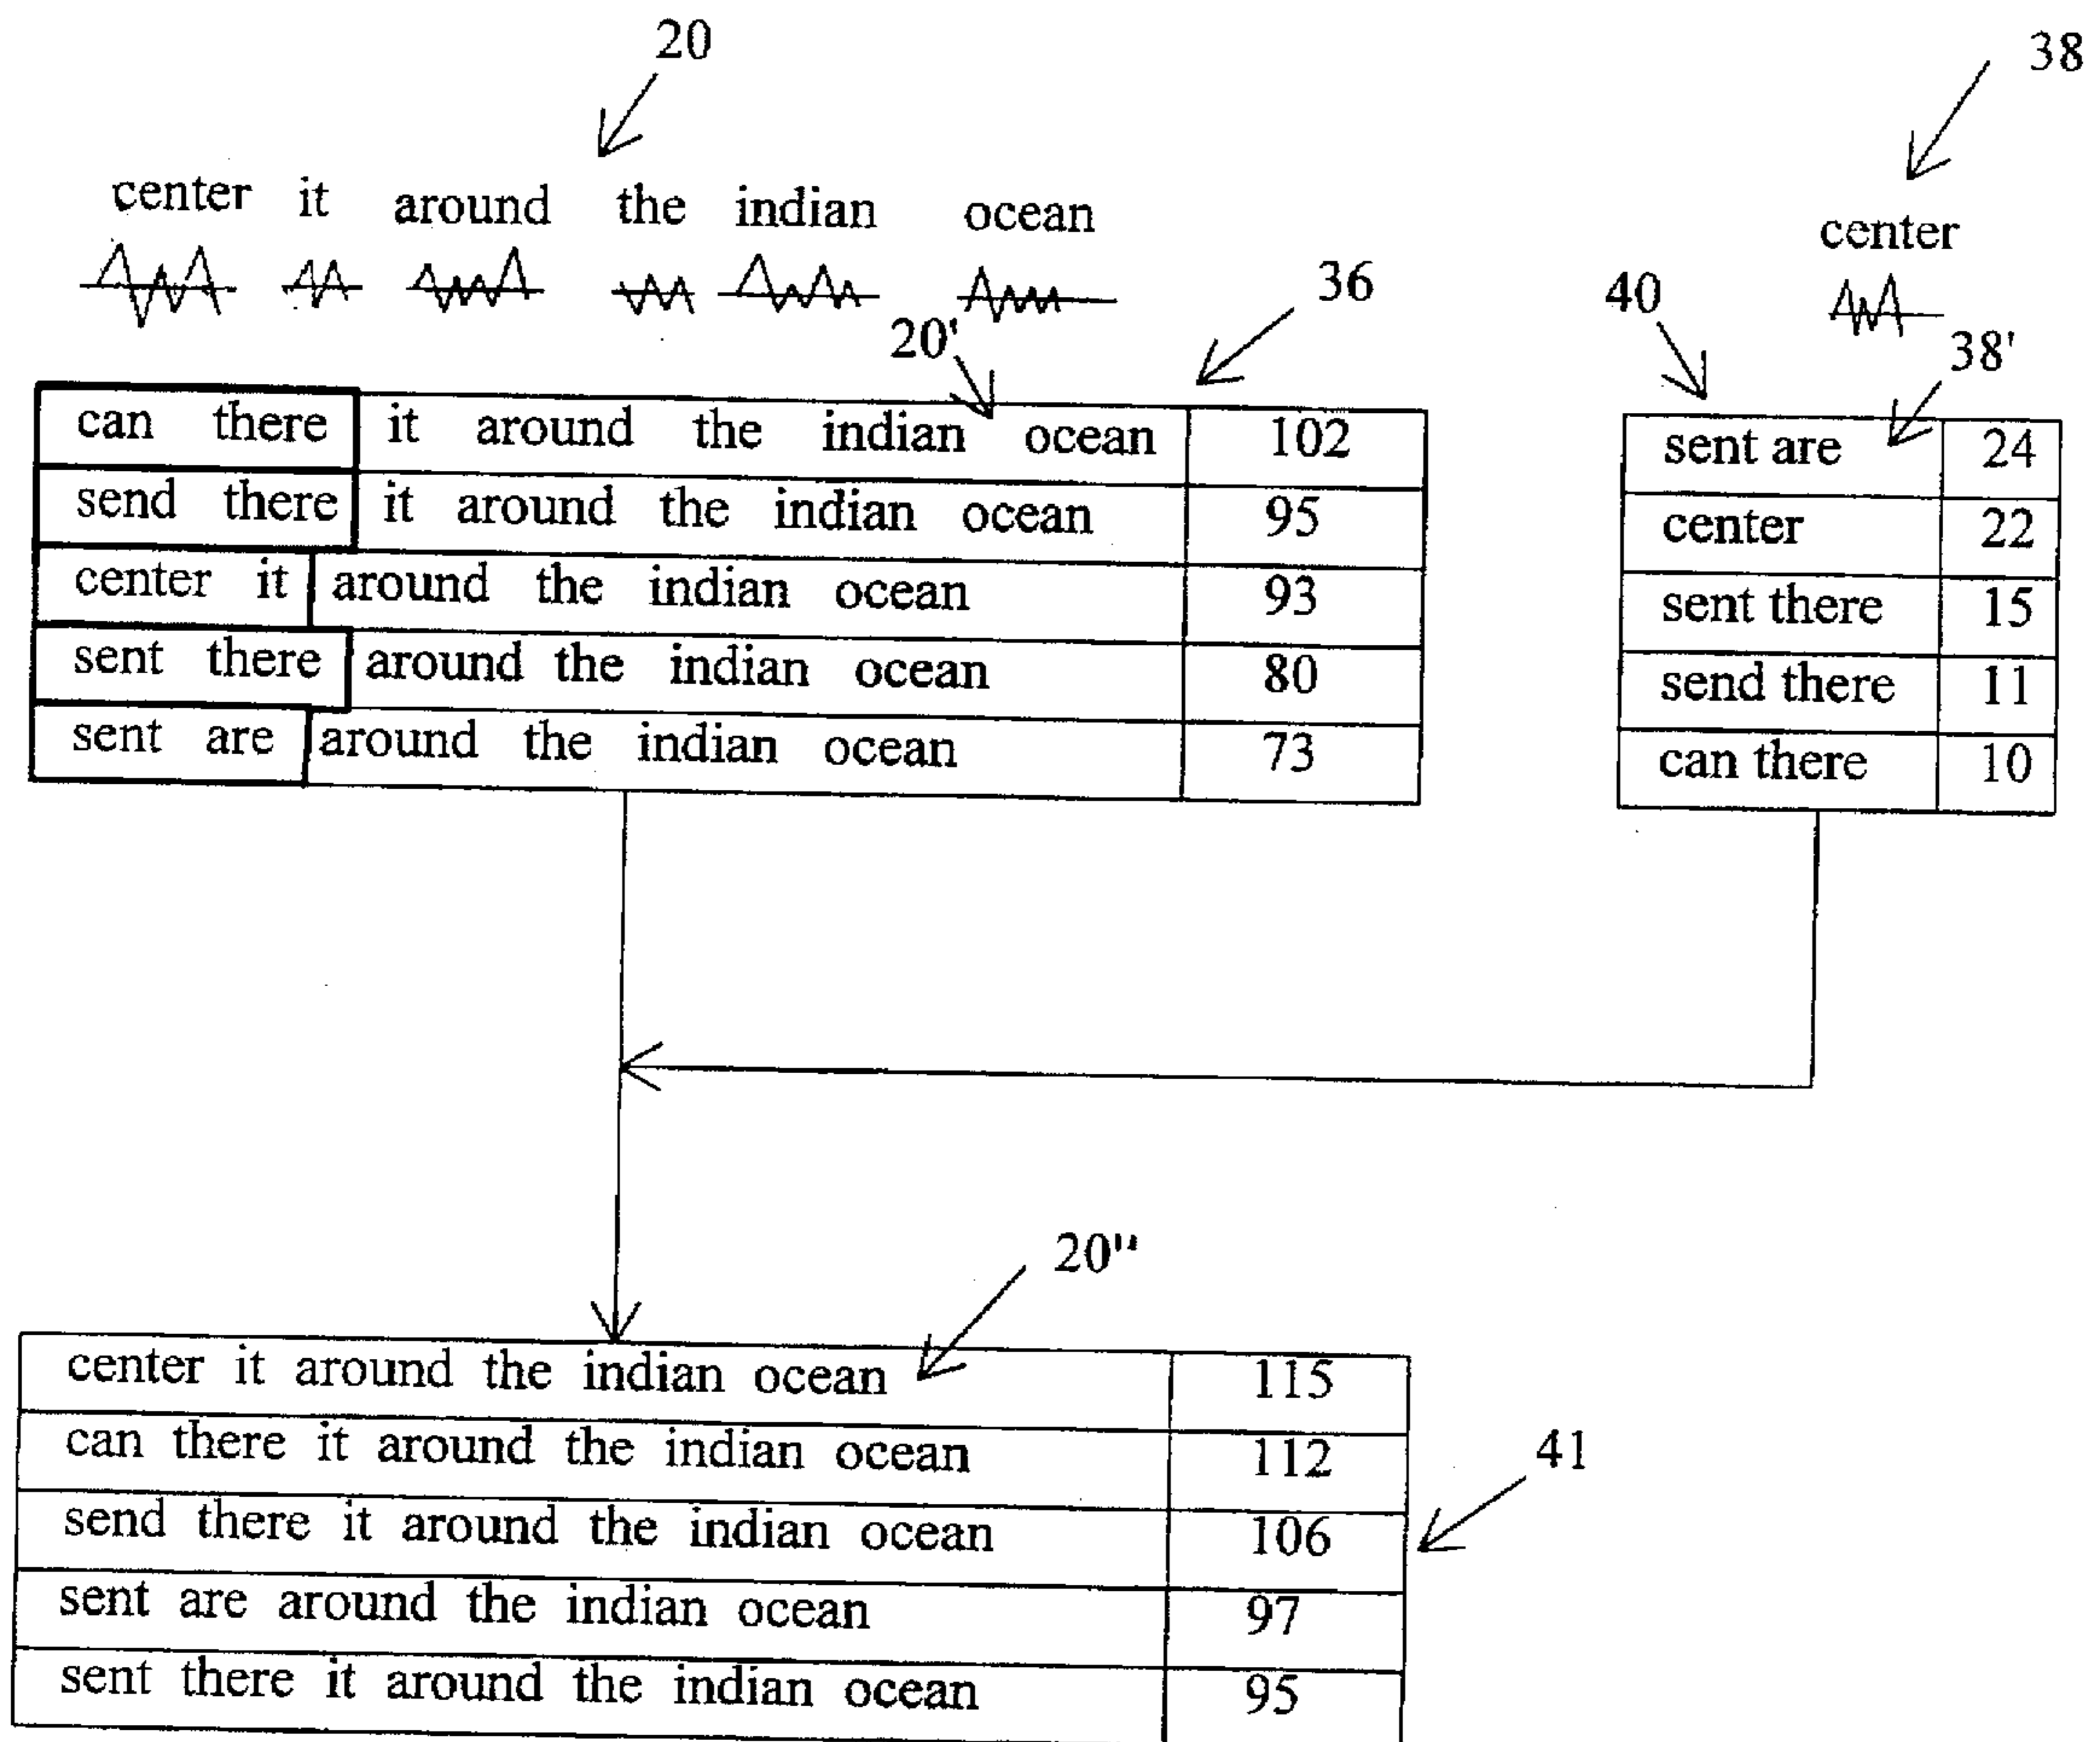 20
38
center it around the indian ocean
center
20'
36
40
38'
can there it around the indian ocean 102
send there it around the indian ocean 95
center it around the indian ocean 93
sent there around the indian ocean 80
sent are around the indian ocean 73
sent are 24
center 22
sent there 15
send there 11
can there 10
20"
center it around the indian ocean 115
can there it around the indian ocean 112
send there it around the indian ocean 106
sent are around the indian ocean 97
sent there it around the indian ocean 95
41